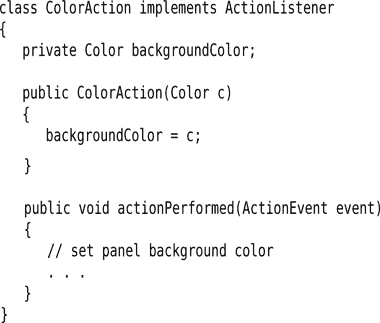 class ColorAction implements ActionListener
{
private Color backgroundColor;
public ColorAction(Color c)
{
backgroundColor = c;
}
public void actionPerformed(ActionEvent event)
{
// set panel background color
. . .
}
}